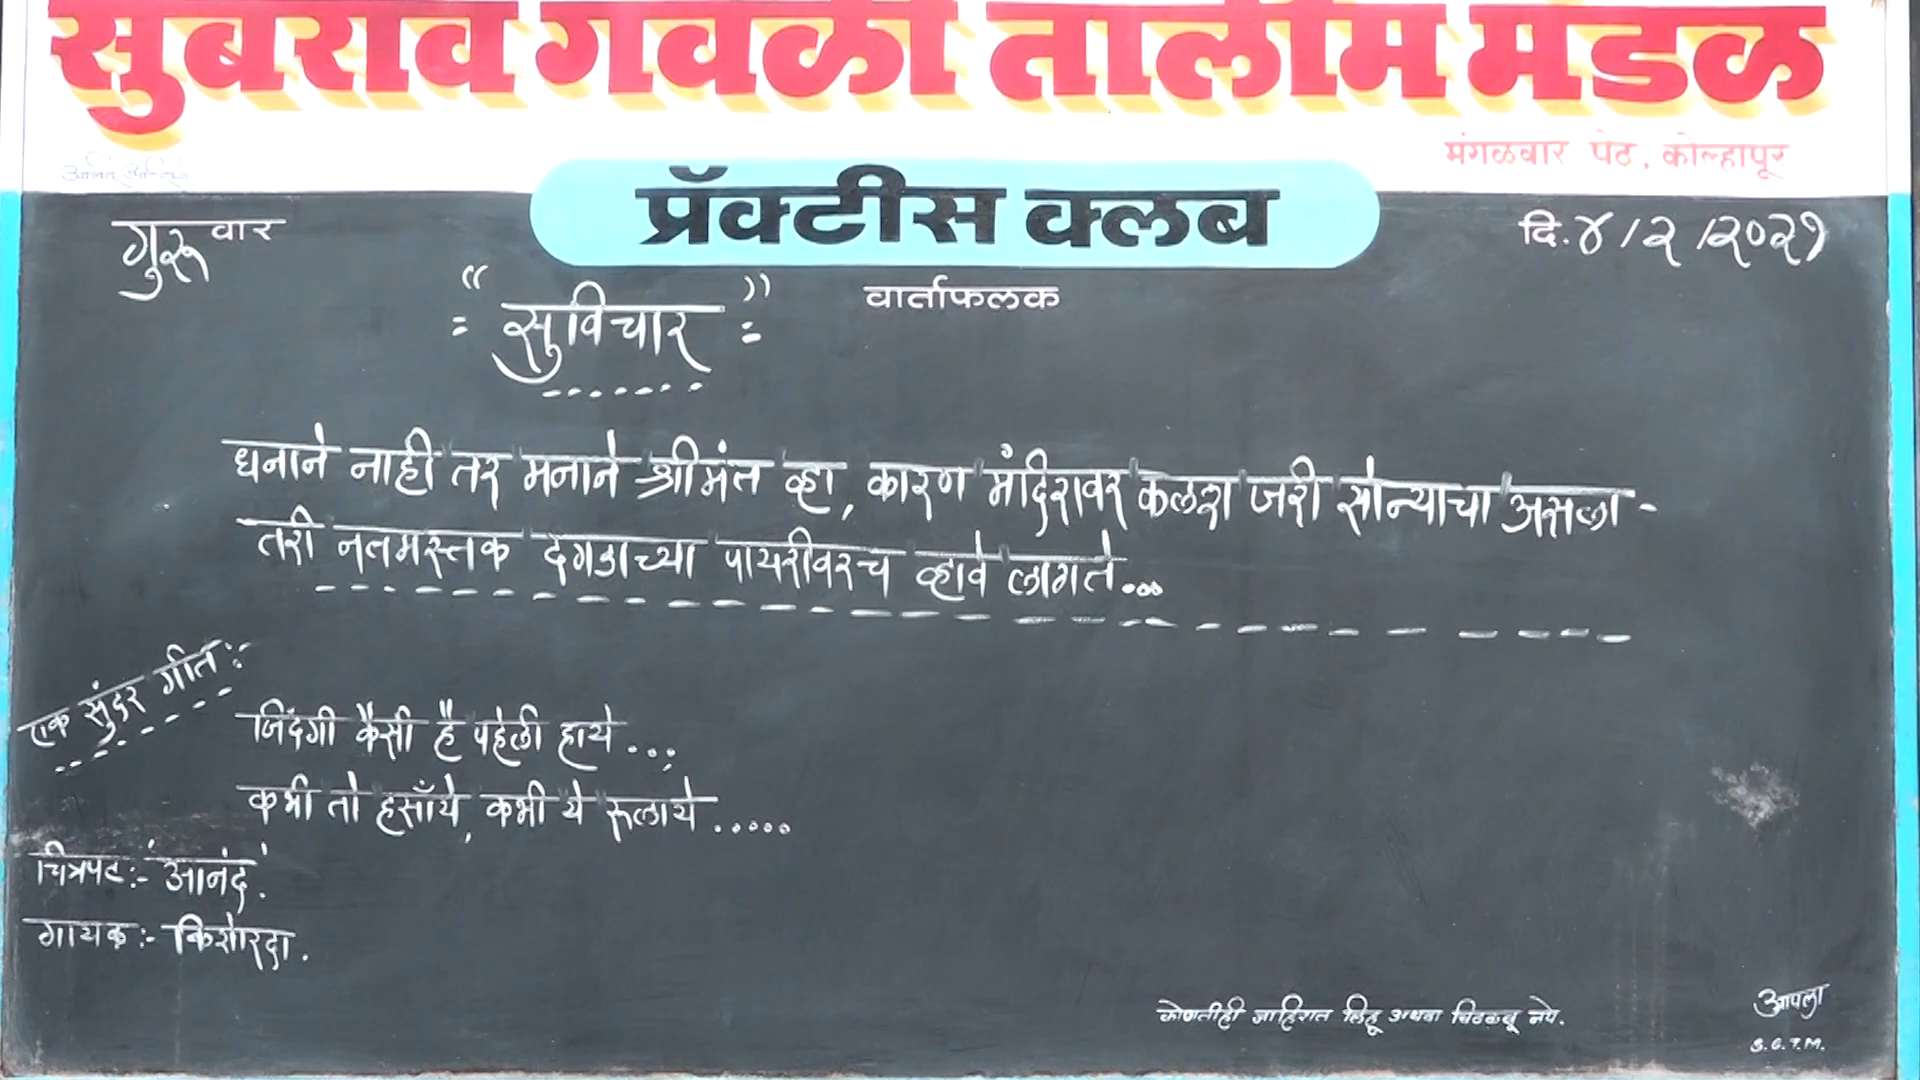 सुबराव गवळी तालीम मंडळ
मंगळवार पेठ, कोल्हापूर
प्रॅक्टीस क्लब
गुरूवार
दि.४/२/२०२१
वार्ताफलक
"सुविचार"
धनाने नाही तर मनाने श्रीमंत व्हा, कारण मंदिरावर कलश जरी सोन्याचा असला -
तरी नतमस्तक दगडाच्या पायरीवरच व्हावे लागते...
एक सुंदर गीत:-
जिंदगी कैसी है पहेली हाये...
कभी तो हसाँये, कभी ये रूलाये.....
चित्रपट:- 'आनंद'.
गायक:- किशोरदा.
कोणतीही जाहिरात लिहू अथवा चिटकवू नये.
आपला
S.G.T.M.